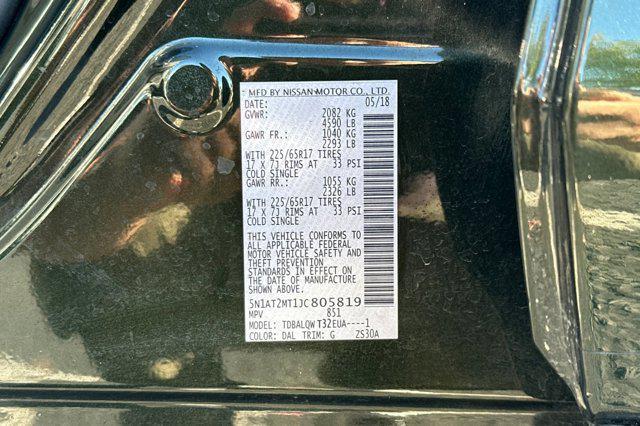 MFD BY NISSAN MOTOR CO., LTD.
DATE: 05/18
GVWR: 2082 KG
4590 LB
GAWR FR.: 1040 KG
2293 LB
WITH 225/65R17 TIRES
17 X 7J RIMS AT 33 PSI
COLD SINGLE
GAWR RR.: 1055 KG
2326 LB
WITH 225/65R17 TIRES
17 X 7J RIMS AT 33 PSI
COLD SINGLE
THIS VEHICLE CONFORMS TO
ALL APPLICABLE FEDERAL
MOTOR VEHICLE SAFETY AND
THEFT PREVENTION
STANDARDS IN EFFECT ON
THE DATE OF MANUFACTURE
SHOWN ABOVE.
5N1AT2MT1JC805819
MPV 851
MODEL: TDBALQWT32EUA----1
COLOR: DAL TRIM: G ZS30A